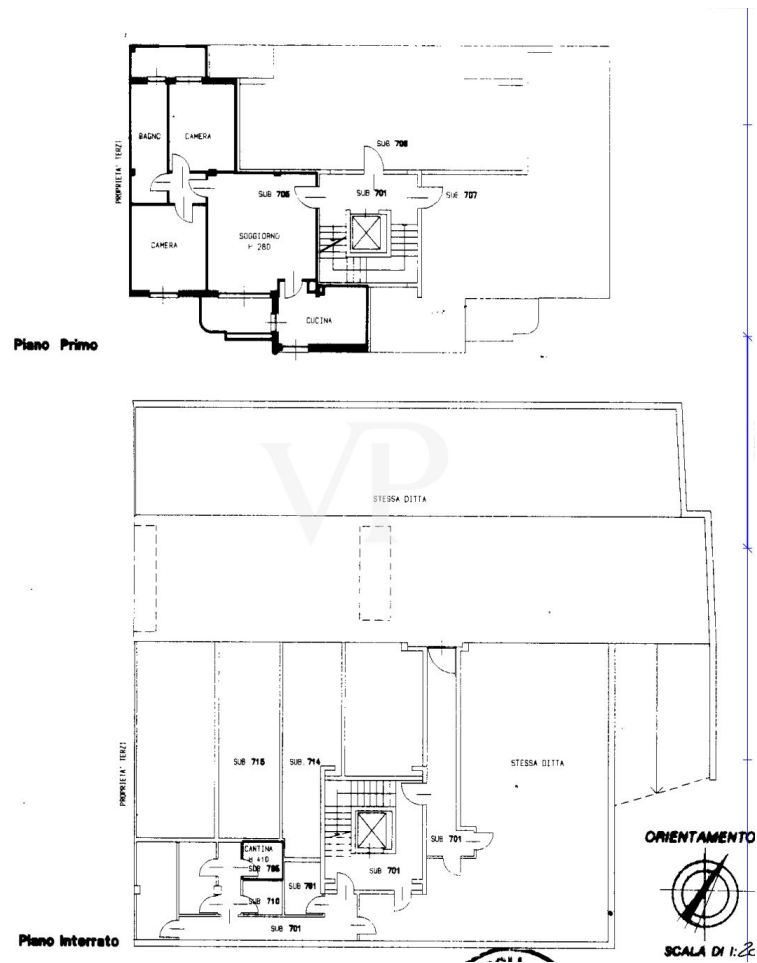 BAGNO
CAMERA
SUB 708
PROPRIETA' TERZI
SUB 705
SUB 701
SUB 707
CAMERA
SOGGIORNO
H 280
CUCINA
Piano Primo
VP
STESSA DITTA
PROPRIETA' TERZI
SUB 715
SUB. 714
STESSA DITTA
CANTINA
H 410
SUB 705
SUB 701
SUB 701
SUB 701
SUB 710
SUB 701
Piano Interrato
ORIENTAMENTO
SCALA DI 1: